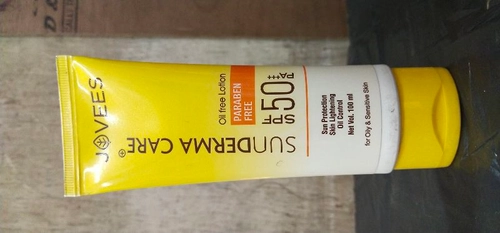 JOVEES
SUNDERMA CARE
Oil free Lotion
PARABEN
FREE
SPF 50+
PA++
Sun Protection
Skin Lightening
Oil Control
Net Vol. 100 ml
for Oily & Sensitive Skin